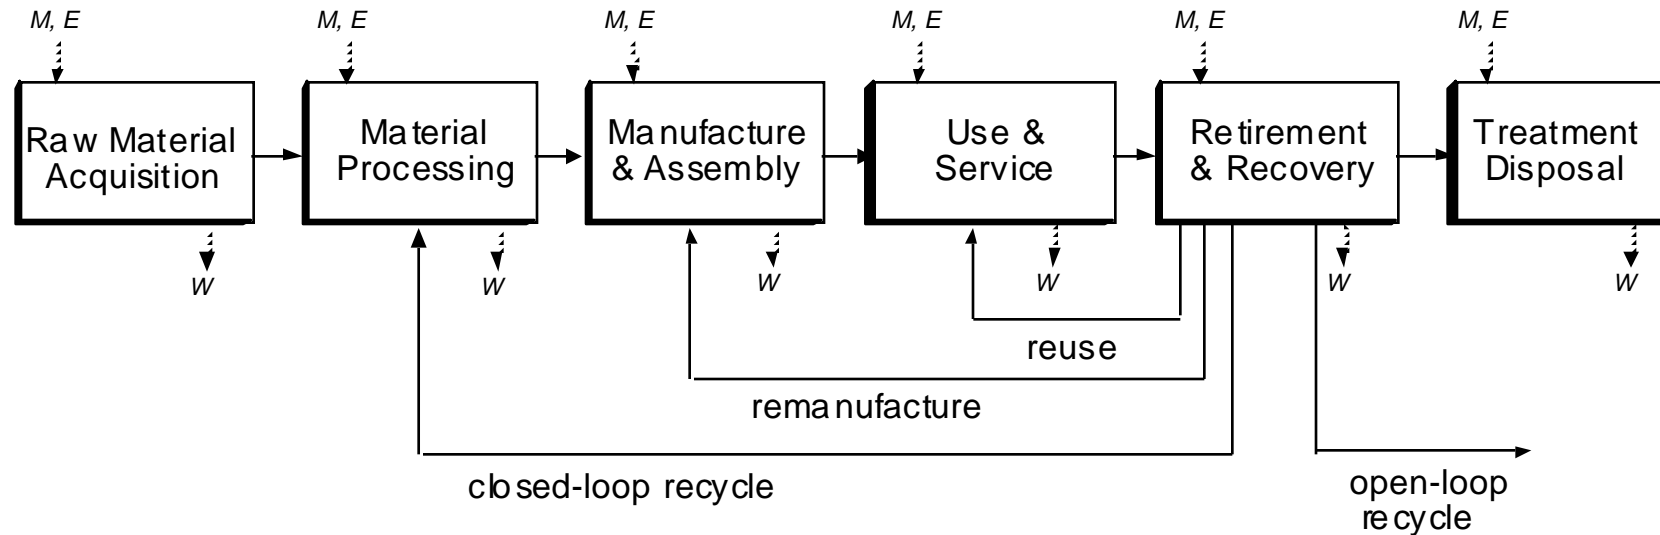 M, E
M, E
M, E
M, E
M, E
M, E
Raw Material
Acquisition
Material
Processing
Manufacture
& Assembly
Use &
Service
Retirement
& Recovery
Treatment
Disposal
W
W
W
W
W
W
reuse
remanufacture
closed-loop recycle
open-loop
recycle